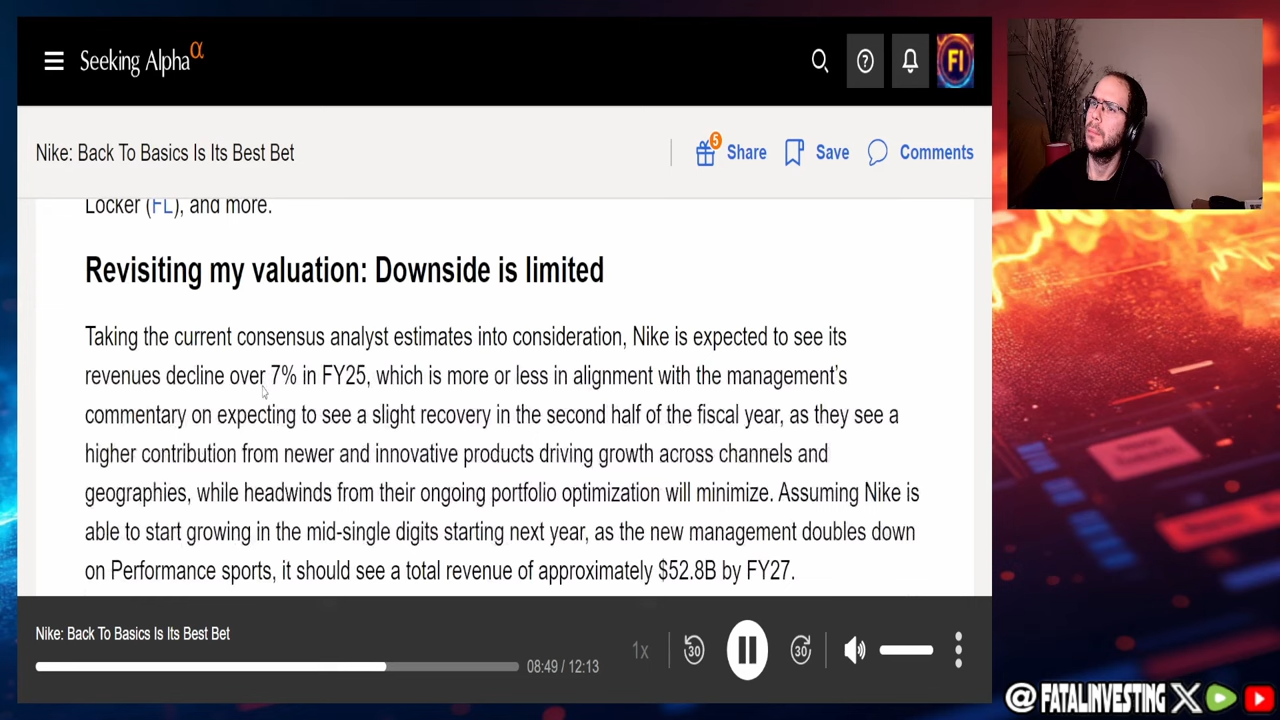 Seeking Alpha α
FI
Nike: Back To Basics Is Its Best Bet
5
Share
Save
Comments
Locker (FL), and more.
Revisiting my valuation: Downside is limited
Taking the current consensus analyst estimates into consideration, Nike is expected to see its
revenues decline over 7% in FY25, which is more or less in alignment with the management's
commentary on expecting to see a slight recovery in the second half of the fiscal year, as they see a
higher contribution from newer and innovative products driving growth across channels and
geographies, while headwinds from their ongoing portfolio optimization will minimize. Assuming Nike is
able to start growing in the mid-single digits starting next year, as the new management doubles down
on Performance sports, it should see a total revenue of approximately $52.8B by FY27.
Nike: Back To Basics Is Its Best Bet
1x
30
30
08:49 / 12:13
@FATALINVESTING X